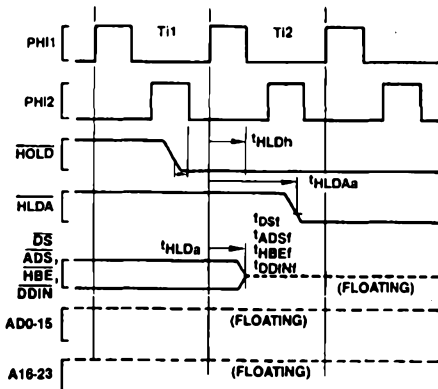 PHI1
Ti1
Ti2
PHI2
HOLD
tHLDh
HLDA
tHLDAa
DS,
ADS,
HBE,
DDIN
tHLDa
tDSf
tADSf
tHBEf
tDDINf
(FLOATING)
AD0-15
(FLOATING)
A16-23
(FLOATING)